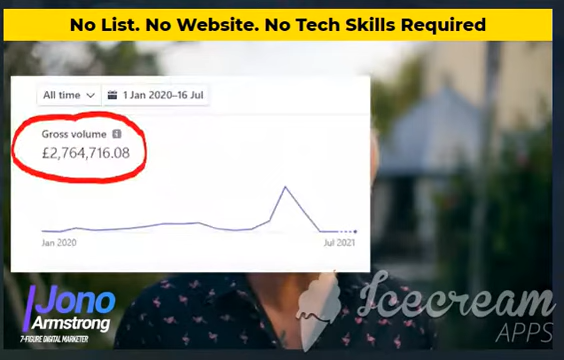 No List. No Website. No Tech Skills Required
All time
1 Jan 2020–16 Jul
Gross volume
£2,764,716.08
Jan 2020
Jul 2021
Jono
Armstrong
7-FIGURE DIGITAL MARKETER
Icecream
APPS